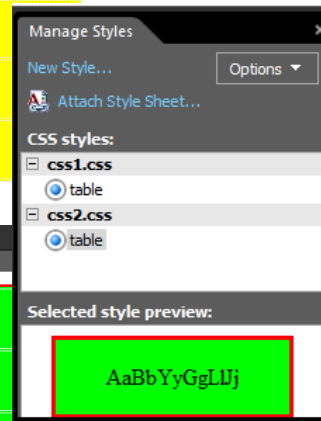 Manage Styles
New Style...
Options
Attach Style Sheet...
CSS styles:
css1.css
table
css2.css
table
Selected style preview:
AaBbYyGgLlJj